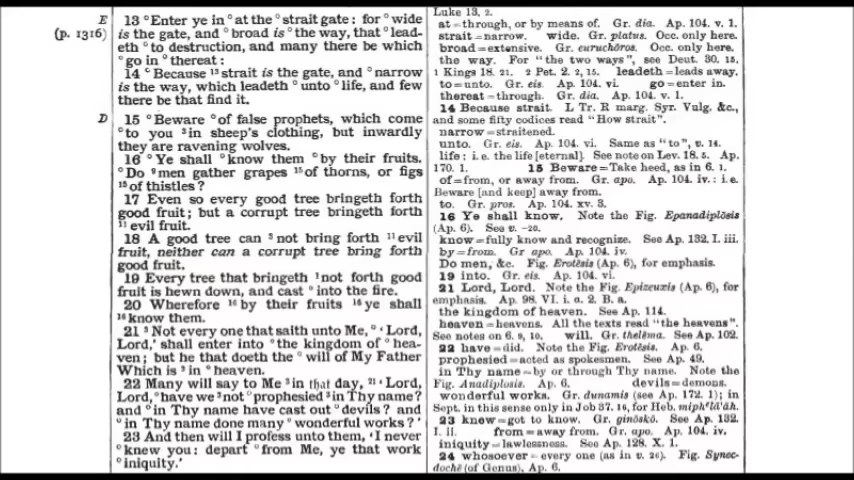 E
(p. 1316)
13 °Enter ye in °at the °strait gate: for °wide
is the gate, and °broad is °the way, that °lead-
eth °to destruction, and many there be which
°go in °thereat:
14 °Because ¹³strait is the gate, and °narrow
is the way, which leadeth °unto °life, and few
there be that find it.
D
15 °Beware °of false prophets, which come
°to you ³in sheep's clothing, but inwardly
they are ravening wolves.
16 °Ye shall °know them °by their fruits.
°Do ⁹men gather grapes ¹⁵of thorns, or figs
¹⁵of thistles?
17 Even so every good tree bringeth forth
good fruit; but a corrupt tree bringeth forth
¹¹evil fruit.
18 A good tree can ³not bring forth ¹¹evil
fruit, neither can a corrupt tree bring forth
good fruit.
19 Every tree that bringeth ¹not forth good
fruit is hewn down, and cast °into the fire.
20 Wherefore ¹⁶by their fruits ¹⁶ye shall
¹⁶know them.
21 ³Not every one that saith unto Me, °'Lord,
Lord,' shall enter into °the kingdom of °hea-
ven; but he that doeth the °will of My Father
Which is ³in °heaven.
22 Many will say to Me ³in that day, ²¹'Lord,
Lord, °have we ³not °prophesied ³in Thy name?
and °in Thy name have cast out °devils? and
°in Thy name done many °wonderful works?'
23 And then will I profess unto them, 'I never
°knew you: depart °from Me, ye that work
°iniquity.'
Luke 13, 2.
at=through, or by means of. Gr. dia. Ap. 104. v. 1.
strait=narrow. wide. Gr. platus. Occ. only here.
broad=extensive. Gr. euruchōros. Occ. only here.
the way. For "the two ways", see Deut. 30. 15,
1 Kings 18. 21. 2 Pet. 2. 2, 15. leadeth=leads away.
to=unto. Gr. eis. Ap. 104. vi. go=enter in.
thereat=through. Gr. dia. Ap. 104. v. 1.
14 Because strait. L Tr. R marg. Syr. Vulg. &c.,
and some fifty codices read "How strait".
narrow=straitened.
unto. Gr. eis. Ap. 104. vi. Same as "to", v. 14.
life; i.e. the life [eternal]. See note on Lev. 18. 5. Ap.
170. 1. 15 Beware=Take heed, as in 6. 1.
of=from, or away from. Gr. apo. Ap. 104. iv.: i.e.
Beware [and keep] away from.
to. Gr. pros. Ap. 104. xv. 3.
16 Ye shall know. Note the Fig. Epanadiplōsis
(Ap. 6). See v. -20.
know=fully know and recognize. See Ap. 132. I. iii.
by=from. Gr apo. Ap. 104. iv.
Do men, &c. Fig. Erotēsis (Ap. 6), for emphasis.
19 into. Gr. eis. Ap. 104. vi.
21 Lord, Lord. Note the Fig. Epizeuxis (Ap. 6), for
emphasis. Ap. 98. VI. i. a. 2. B. a.
the kingdom of heaven. See Ap. 114.
heaven=heavens. All the texts read "the heavens".
See notes on 6. 9, 10. will. Gr. thelēma. See Ap. 102.
22 have=did. Note the Fig. Erotēsis. Ap. 6.
prophesied=acted as spokesmen. See Ap. 49.
in Thy name=by or through Thy name. Note the
Fig. Anadiplosis. Ap. 6. devils=demons.
wonderful works. Gr. dunamis (see Ap. 172. 1); in
Sept. in this sense only in Job 37. 16, for Heb. miphᵉlā'āh.
23 knew=got to know. Gr. ginōskō. See Ap. 132
I. ii. from=away from. Gr. apo. Ap. 104. iv.
iniquity=lawlessness. See Ap. 128. X. 1.
24 whosoever=every one (as in v. 26). Fig. Synec-
dochē (of Genus), Ap. 6.